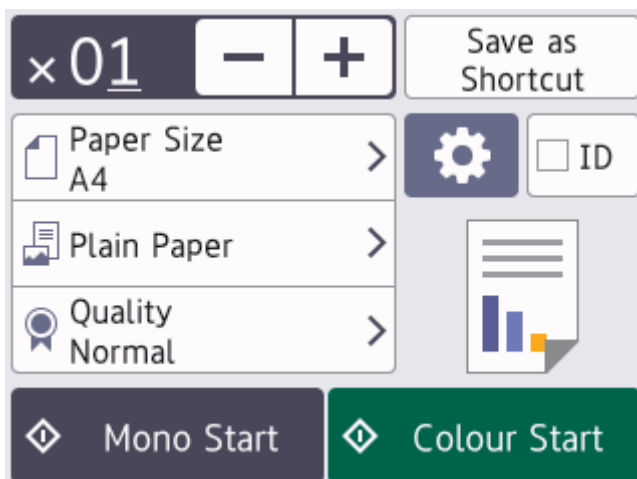 ×01
Save as
Shortcut
Paper Size
A4
ID
Plain Paper
Quality
Normal
Mono Start
Colour Start